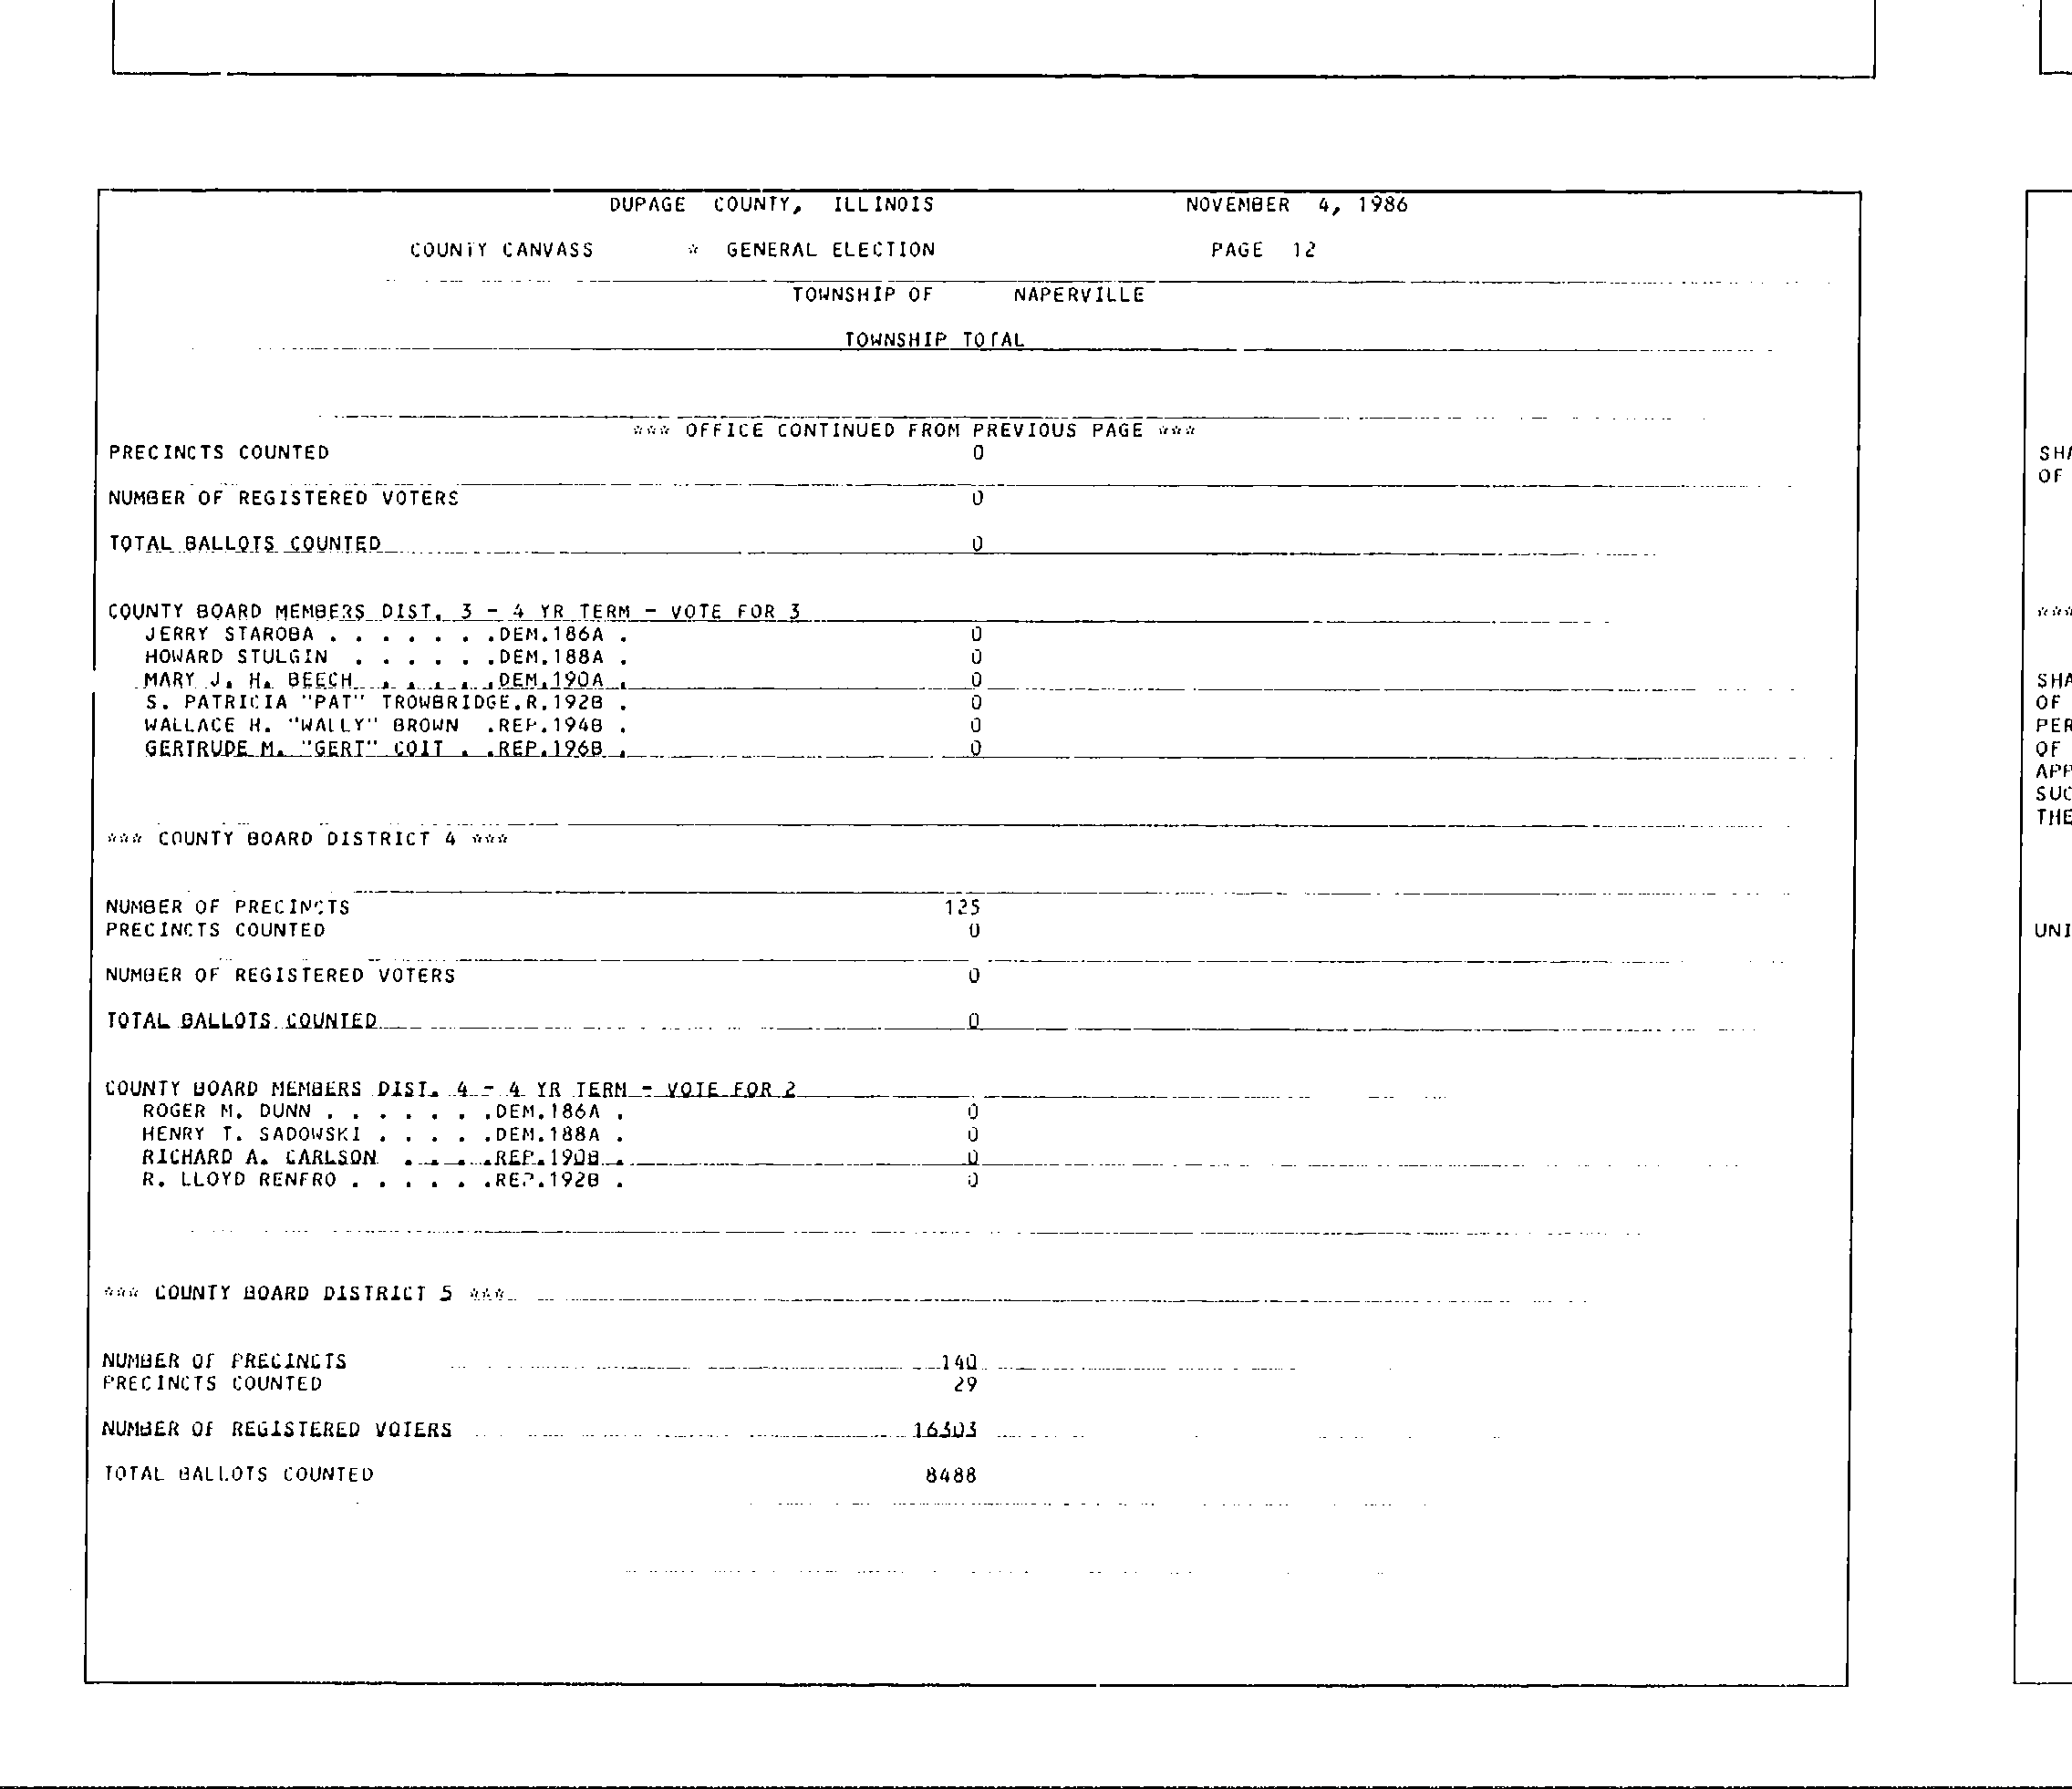 DUPAGE COUNTY, ILLINOIS NOVEMBER 4, 1986
COUNTY CANVASS * GENERAL ELECTION PAGE 12
TOWNSHIP OF NAPERVILLE
TOWNSHIP TOTAL
*** OFFICE CONTINUED FROM PREVIOUS PAGE ***
PRECINCTS COUNTED 0
NUMBER OF REGISTERED VOTERS 0
TOTAL BALLOTS COUNTED 0
COUNTY BOARD MEMBERS DIST. 3 - 4 YR TERM - VOTE FOR 3
JERRY STAROBA . . . . . . .DEM.186A . 0
HOWARD STULGIN . . . . . .DEM.188A . 0
MARY J. H. BEECH . . . . .DEM.190A . 0
S. PATRICIA "PAT" TROWBRIDGE.R.192B . 0
WALLACE H. "WALLY" BROWN .REP.194B . 0
GERTRUDE M. "GERT" COIT . .REP.196B . 0
*** COUNTY BOARD DISTRICT 4 ***
NUMBER OF PRECINCTS 125
PRECINCTS COUNTED 0
NUMBER OF REGISTERED VOTERS 0
TOTAL BALLOTS COUNTED 0
COUNTY BOARD MEMBERS DIST. 4 - 4 YR TERM - VOTE FOR 2
ROGER M. DUNN . . . . . . .DEM.186A . 0
HENRY T. SADOWSKI . . . . .DEM.188A . 0
RICHARD A. CARLSON . . . .REP.190B . 0
R. LLOYD RENFRO . . . . . .REP.192B . 0
*** COUNTY BOARD DISTRICT 5 ***
NUMBER OF PRECINCTS 140
PRECINCTS COUNTED 29
NUMBER OF REGISTERED VOTERS 16303
TOTAL BALLOTS COUNTED 8488
SHA
OF
***
SHA
OF
PER
OF
APP
SUC
THE
UNI